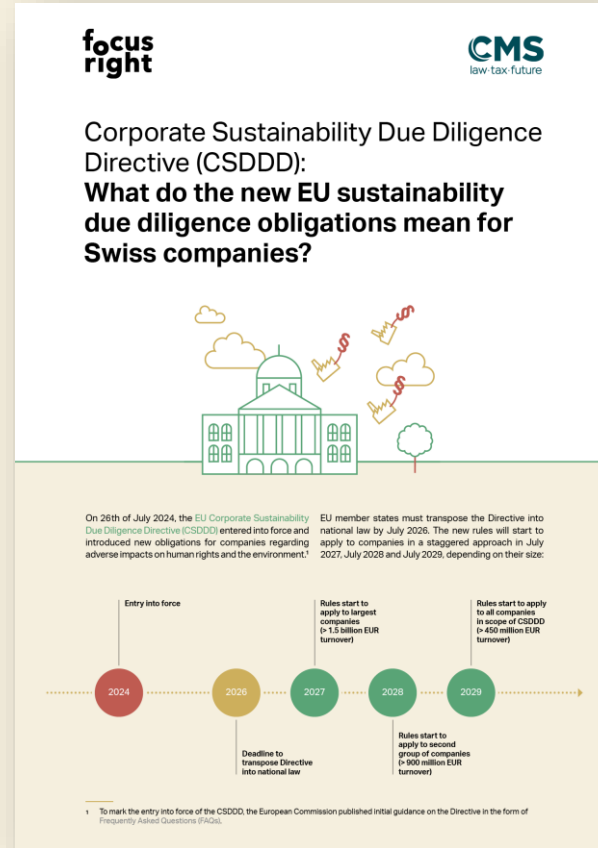 focus
right
CMS
law·tax·future
Corporate Sustainability Due Diligence
Directive (CSDDD):
What do the new EU sustainability
due diligence obligations mean for
Swiss companies?
§
§
§
On 26th of July 2024, the EU Corporate Sustainability
Due Diligence Directive (CSDDD) entered into force and
introduced new obligations for companies regarding
adverse impacts on human rights and the environment.¹
EU member states must transpose the Directive into
national law by July 2026. The new rules will start to
apply to companies in a staggered approach in July
2027, July 2028 and July 2029, depending on their size:
Entry into force
Rules start to
apply to largest
companies
(> 1.5 billion EUR
turnover)
Rules start to apply
to all companies
in scope of CSDDD
(> 450 million EUR
turnover)
2024
2026
2027
2028
2029
Deadline to
transpose Directive
into national law
Rules start to
apply to second
group of companies
(> 900 million EUR
turnover)
1 To mark the entry into force of the CSDDD, the European Commission published initial guidance on the Directive in the form of
Frequently Asked Questions (FAQs).